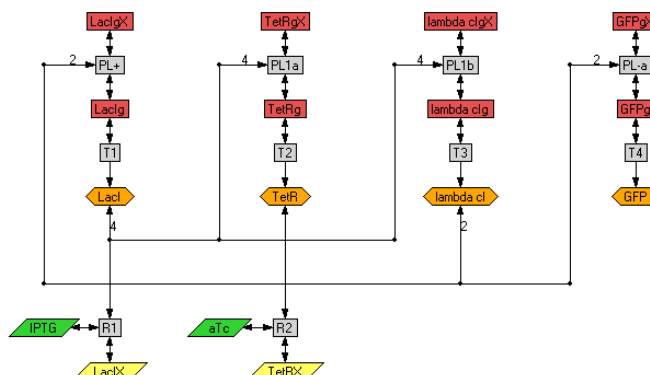 LacIgX TetRgX lambda cIgX GFPgX
2 PL+ 4 PL1a 4 PL1b 2 PL-a
LacIg TetRg lambda cIg GFPg
T1 T2 T3 T4
LacI TetR lambda cI GFP
4 2
IPTG R1 aTc R2
LacIX TetRX